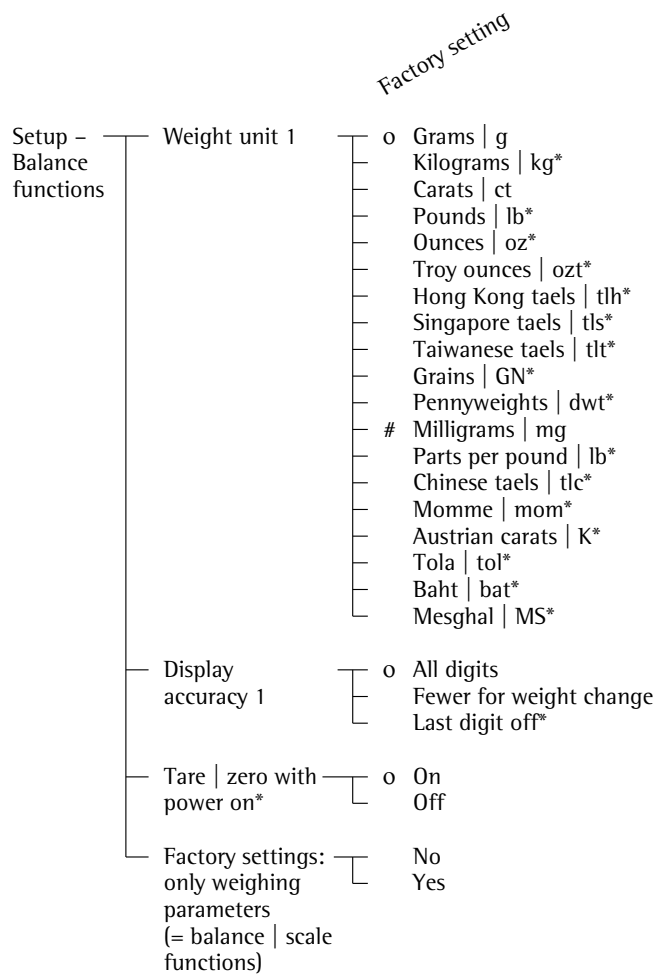 Factory setting
Setup –
Balance
functions
Weight unit 1
o Grams | g
Kilograms | kg*
Carats | ct
Pounds | lb*
Ounces | oz*
Troy ounces | ozt*
Hong Kong taels | tlh*
Singapore taels | tls*
Taiwanese taels | tlt*
Grains | GN*
Pennyweights | dwt*
# Milligrams | mg
Parts per pound | lb*
Chinese taels | tlc*
Momme | mom*
Austrian carats | K*
Tola | tol*
Baht | bat*
Mesghal | MS*
Display
accuracy 1
o All digits
Fewer for weight change
Last digit off*
Tare | zero with
power on*
o On
Off
Factory settings:
only weighing
parameters
(= balance | scale
functions)
No
Yes